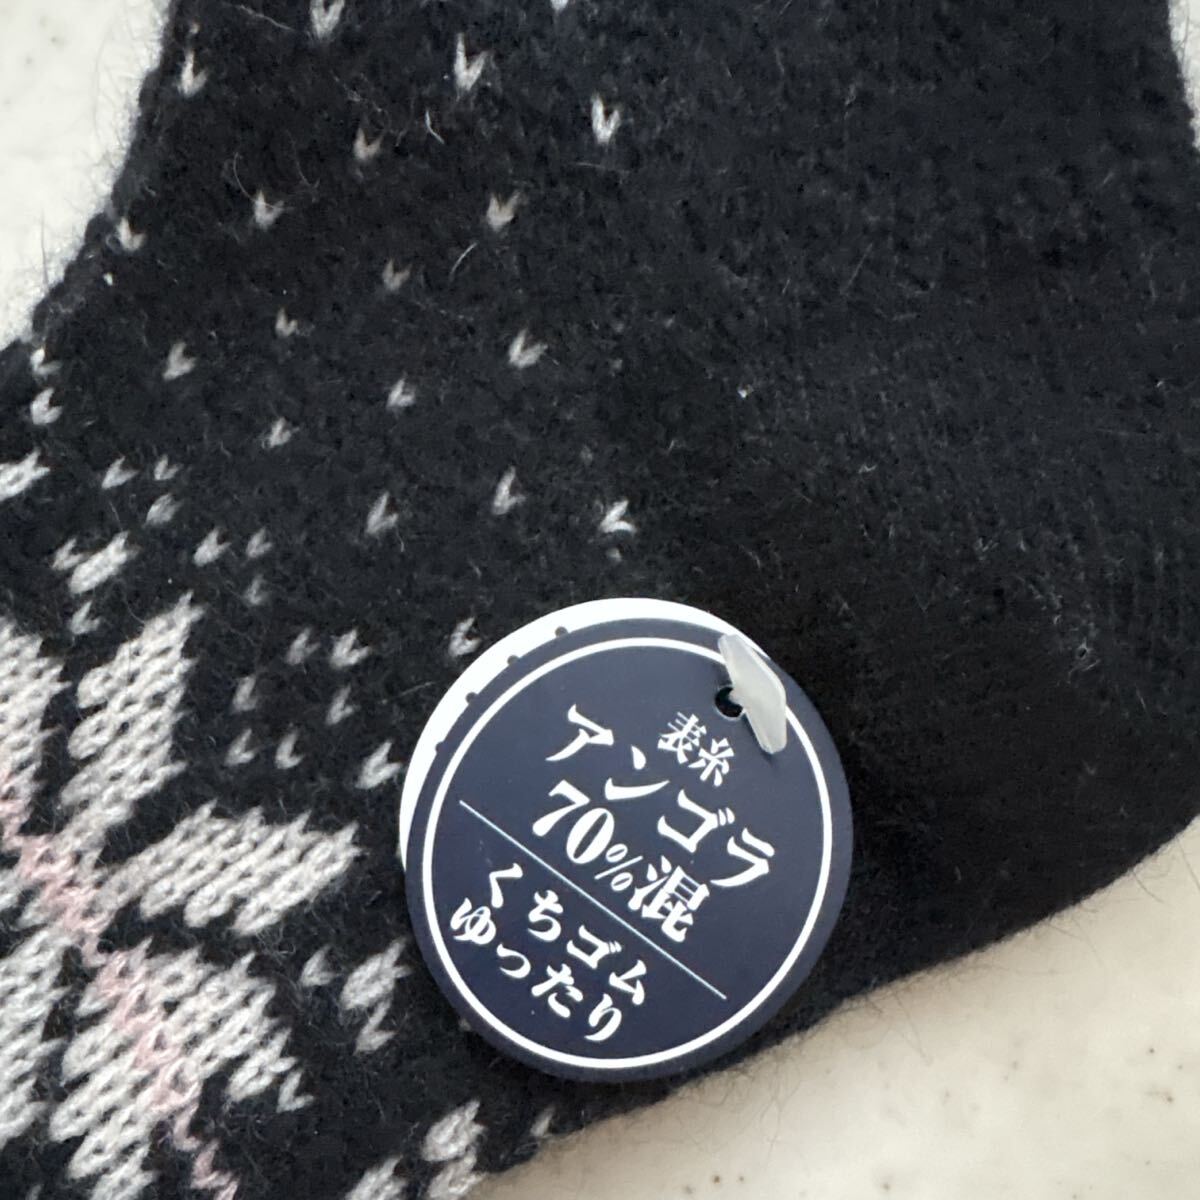 表糸
アンゴラ
70%混
くちゴム
ゆったり